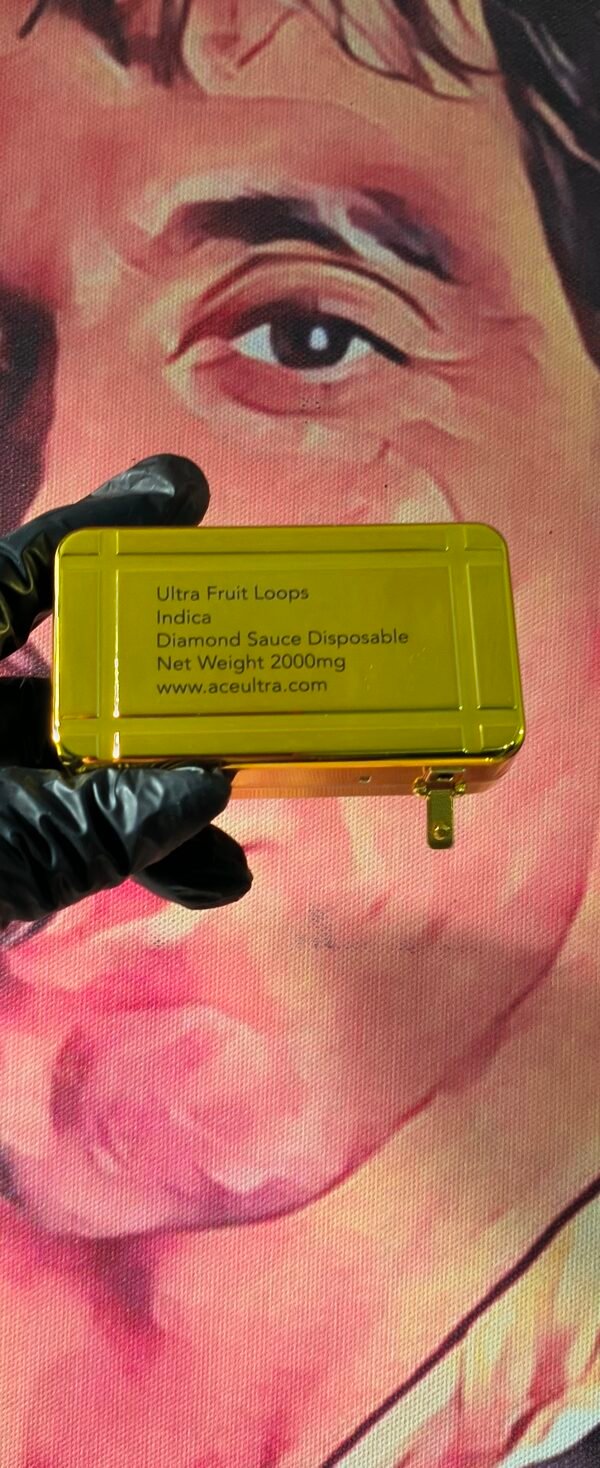 Ultra Fruit Loops
Indica
Diamond Sauce Disposable
Net Weight 2000mg
www.aceultra.com